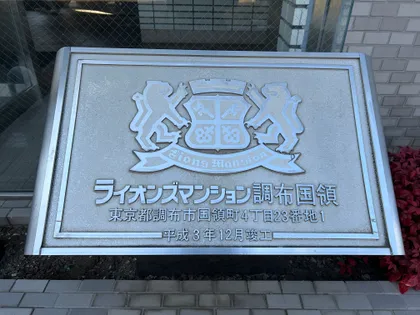 Lions Mansion
ライオンズマンション調布国領
東京都調布市国領町4丁目23番地1
平成3年12月竣工